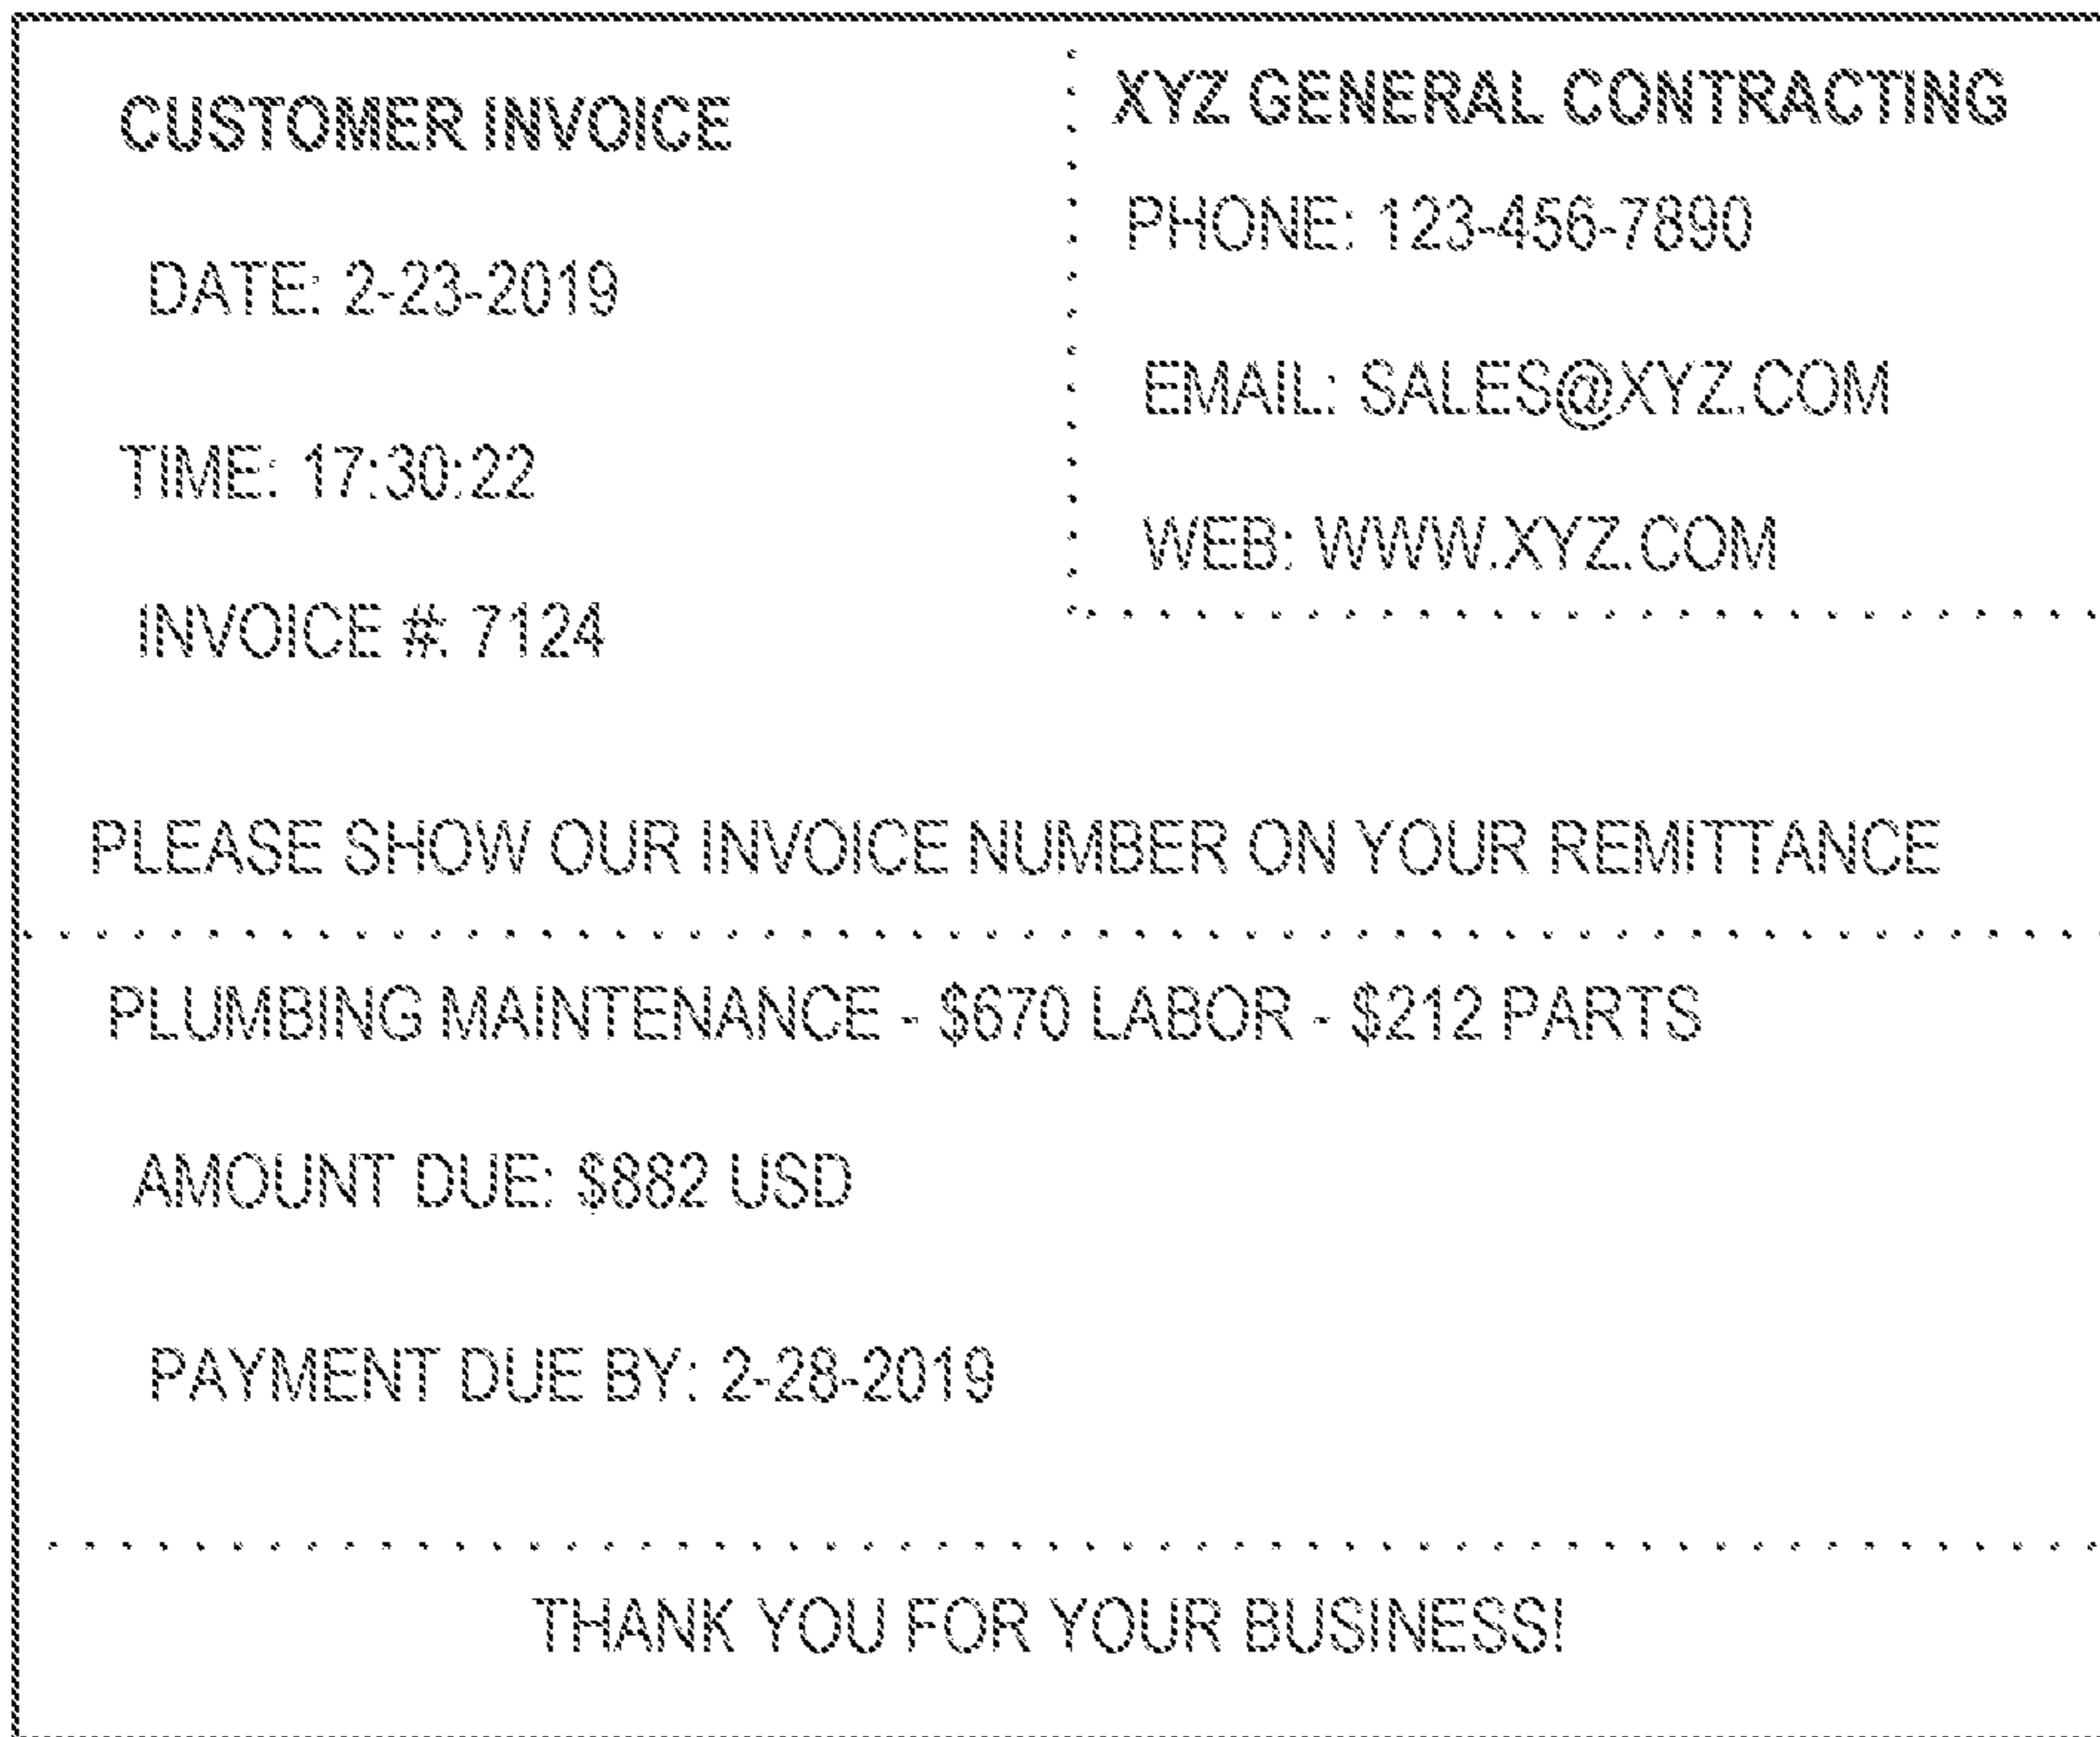 CUSTOMER INVOICE
DATE: 2-23-2019
TIME: 17:30:22
INVOICE #: 7124
XYZ GENERAL CONTRACTING
PHONE: 123-456-7890
EMAIL: SALES@XYZ.COM
WEB: WWW.XYZ.COM
PLEASE SHOW OUR INVOICE NUMBER ON YOUR REMITTANCE
PLUMBING MAINTENANCE - $670 LABOR - $212 PARTS
AMOUNT DUE: $882 USD
PAYMENT DUE BY: 2-28-2019
THANK YOU FOR YOUR BUSINESS!